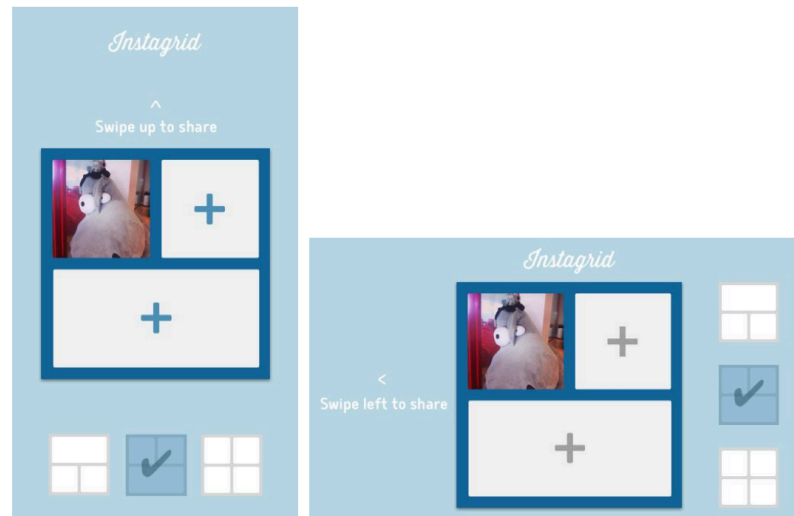 Instagrid
^
Swipe up to share
Instagrid
<
Swipe left to share